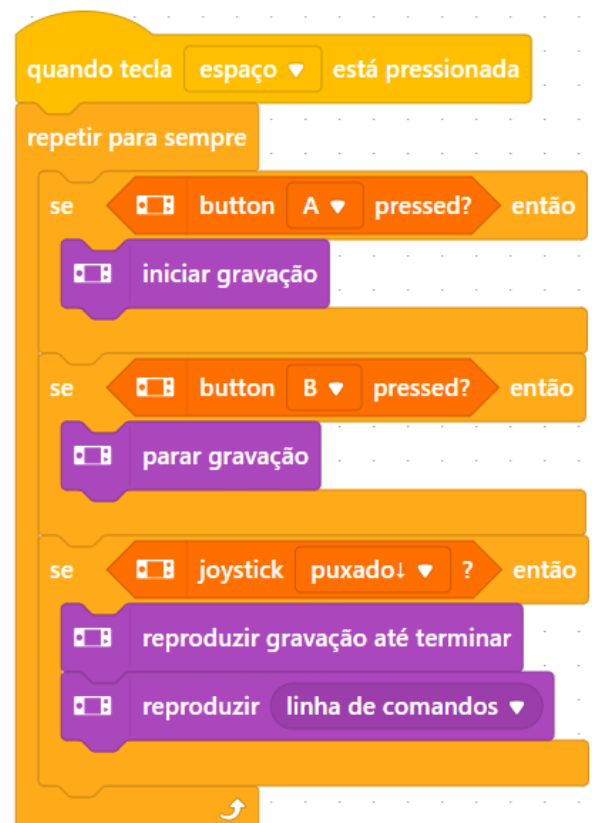 quando tecla espaço está pressionada
repetir para sempre
se button A pressed? então
iniciar gravação
se button B pressed? então
parar gravação
se joystick puxado↓ ? então
reproduzir gravação até terminar
reproduzir linha de comandos